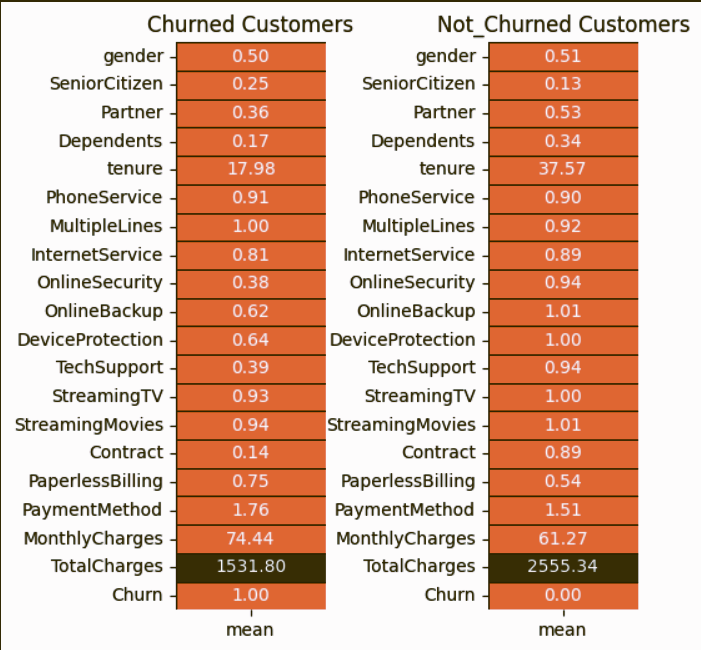 Churned Customers Not_Churned Customers
gender 0.50 gender 0.51
SeniorCitizen 0.25 SeniorCitizen 0.13
Partner 0.36 Partner 0.53
Dependents 0.17 Dependents 0.34
tenure 17.98 tenure 37.57
PhoneService 0.91 PhoneService 0.90
MultipleLines 1.00 MultipleLines 0.92
InternetService 0.81 InternetService 0.89
OnlineSecurity 0.38 OnlineSecurity 0.94
OnlineBackup 0.62 OnlineBackup 1.01
DeviceProtection 0.64 DeviceProtection 1.00
TechSupport 0.39 TechSupport 0.94
StreamingTV 0.93 StreamingTV 1.00
StreamingMovies 0.94 StreamingMovies 1.01
Contract 0.14 Contract 0.89
PaperlessBilling 0.75 PaperlessBilling 0.54
PaymentMethod 1.76 PaymentMethod 1.51
MonthlyCharges 74.44 MonthlyCharges 61.27
TotalCharges 1531.80 TotalCharges 2555.34
Churn 1.00 Churn 0.00
mean mean